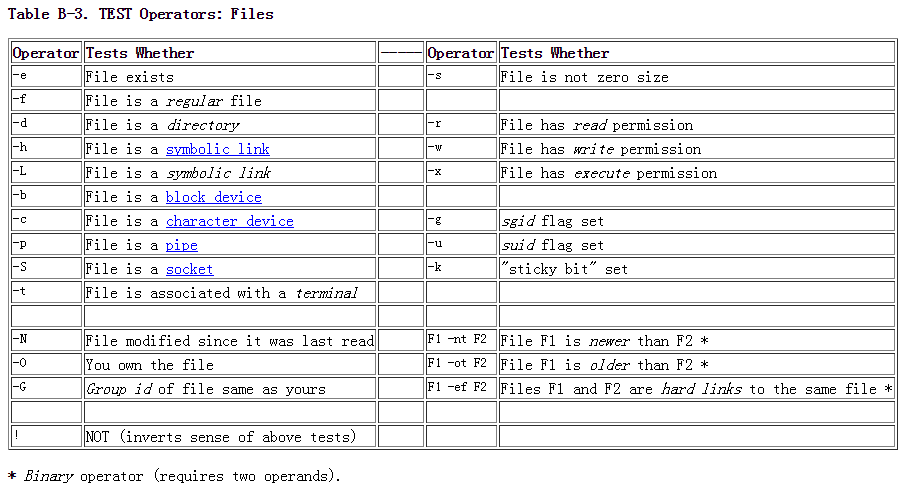 Table B-3. TEST Operators: Files
Operator Tests Whether ----- Operator Tests Whether
-e File exists -s File is not zero size
-f File is a regular file
-d File is a directory -r File has read permission
-h File is a symbolic link -w File has write permission
-L File is a symbolic link -x File has execute permission
-b File is a block device
-c File is a character device -g sgid flag set
-p File is a pipe -u suid flag set
-S File is a socket -k "sticky bit" set
-t File is associated with a terminal
-N File modified since it was last read F1 -nt F2 File F1 is newer than F2 *
-O You own the file F1 -ot F2 File F1 is older than F2 *
-G Group id of file same as yours F1 -ef F2 Files F1 and F2 are hard links to the same file *
! NOT (inverts sense of above tests)
* Binary operator (requires two operands).